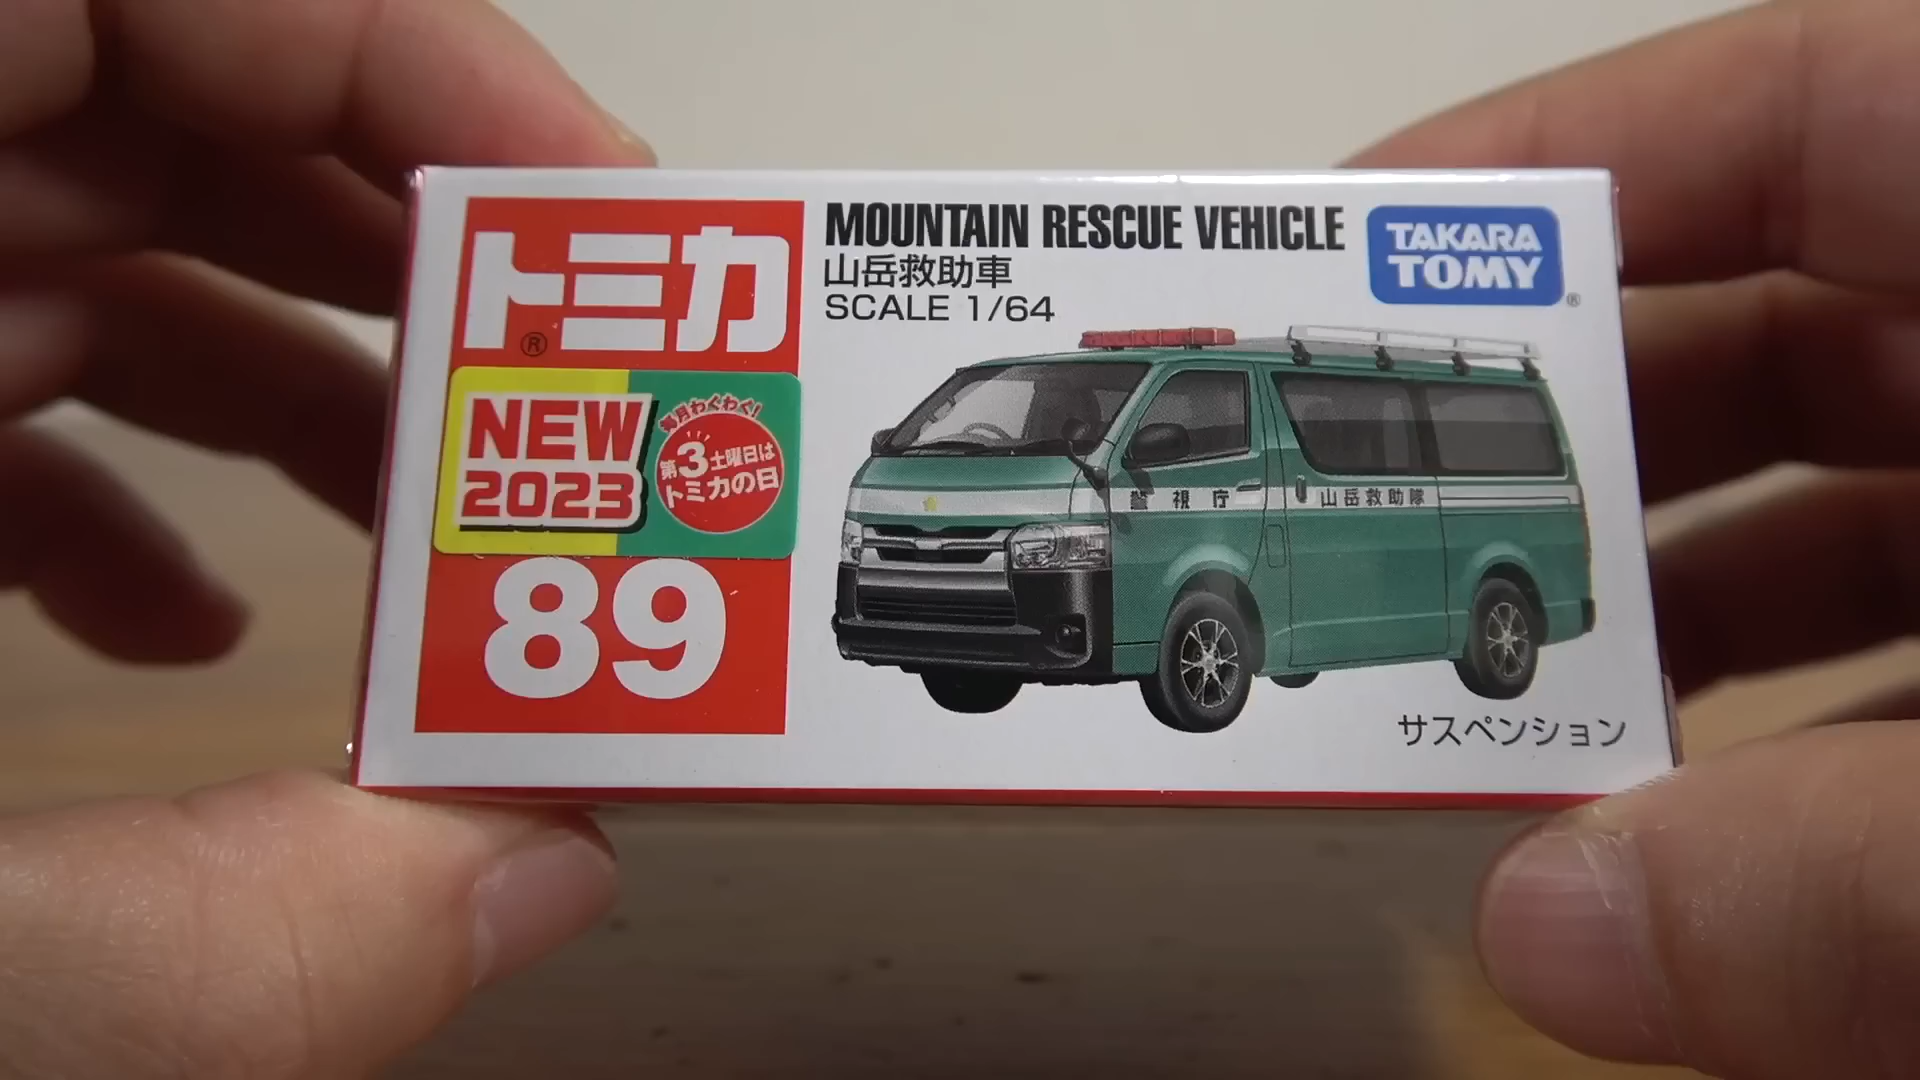 トミカ
®
MOUNTAIN RESCUE VEHICLE
山岳救助車
SCALE 1/64
TAKARA
TOMY
®
NEW
2023
毎月わくわく!
第3土曜日は
トミカの日
89
警視庁
山岳救助隊
サスペンション